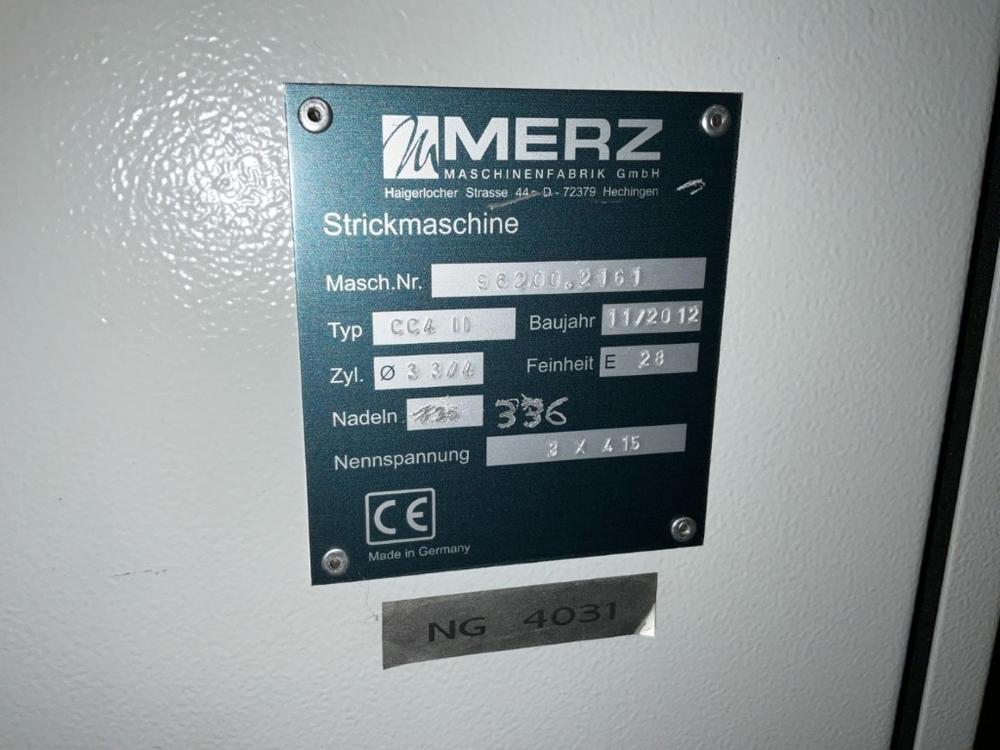 MERZ
MASCHINENFABRIK GmbH
Haigerlocher Strasse 44 - D - 72379 Hechingen
Strickmaschine
Masch.Nr. 96200.2161
Typ CC4 II Baujahr 11/2012
Zyl. Ø 3 3/4 Feinheit E 28
Nadeln 336
Nennspannung 3 X 415
CE
Made in Germany
NG 4031